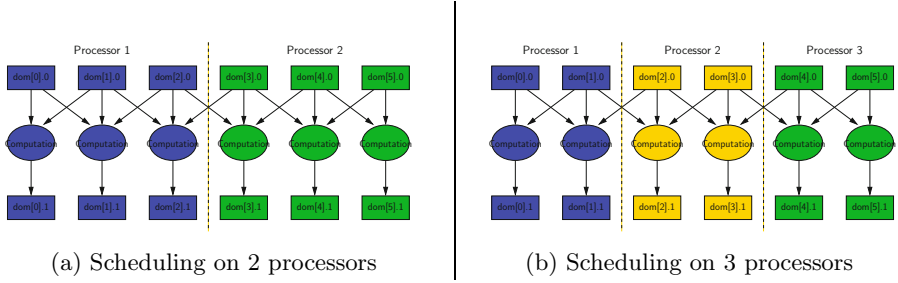 Processor 1
Processor 2
dom[0].0 dom[1].0 dom[2].0 dom[3].0 dom[4].0 dom[5].0
Computation Computation Computation Computation Computation Computation
dom[0].1 dom[1].1 dom[2].1 dom[3].1 dom[4].1 dom[5].1
(a) Scheduling on 2 processors
Processor 1
Processor 2
Processor 3
dom[0].0 dom[1].0 dom[2].0 dom[3].0 dom[4].0 dom[5].0
Computation Computation Computation Computation Computation Computation
dom[0].1 dom[1].1 dom[2].1 dom[3].1 dom[4].1 dom[5].1
(b) Scheduling on 3 processors